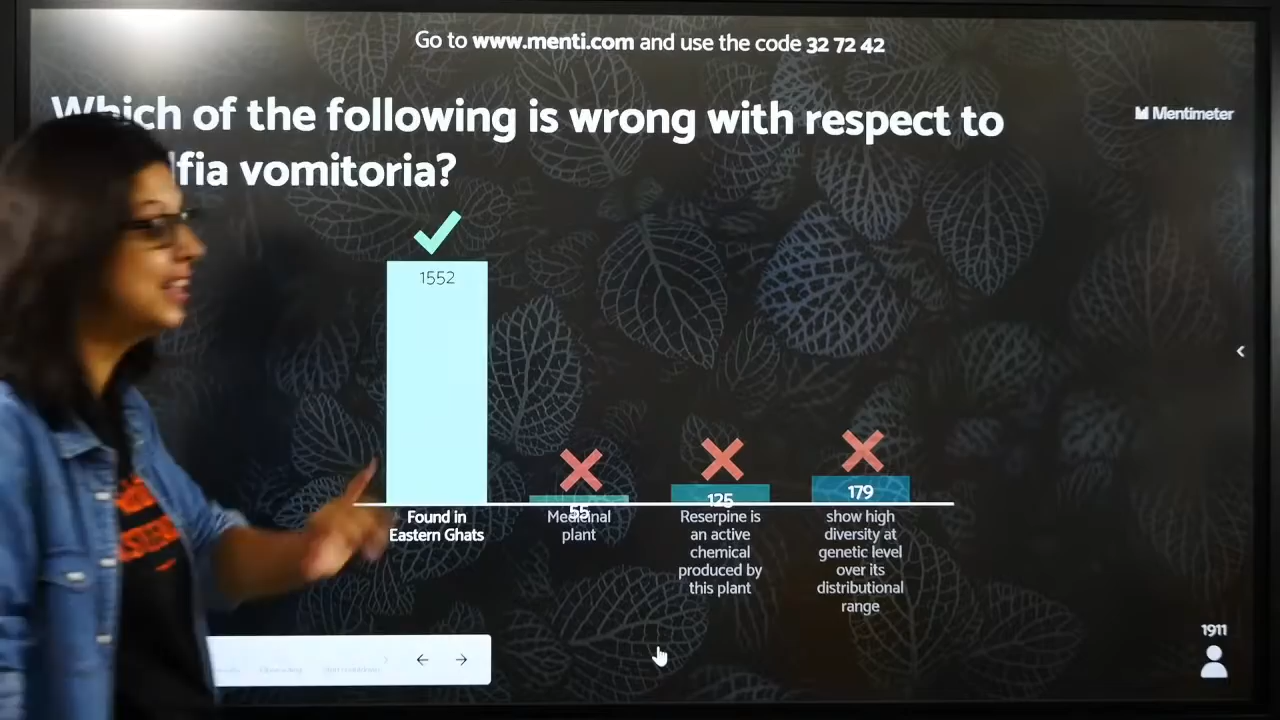 Go to www.menti.com and use the code 32 72 42
Which of the following is wrong with respect to
Mentimeter
lfia vomitoria?
1552
55
125
179
Found in
Eastern Ghats
Medicinal
plant
Reserpine is
an active
chemical
produced by
this plant
show high
diversity at
genetic level
over its
distributional
range
1911